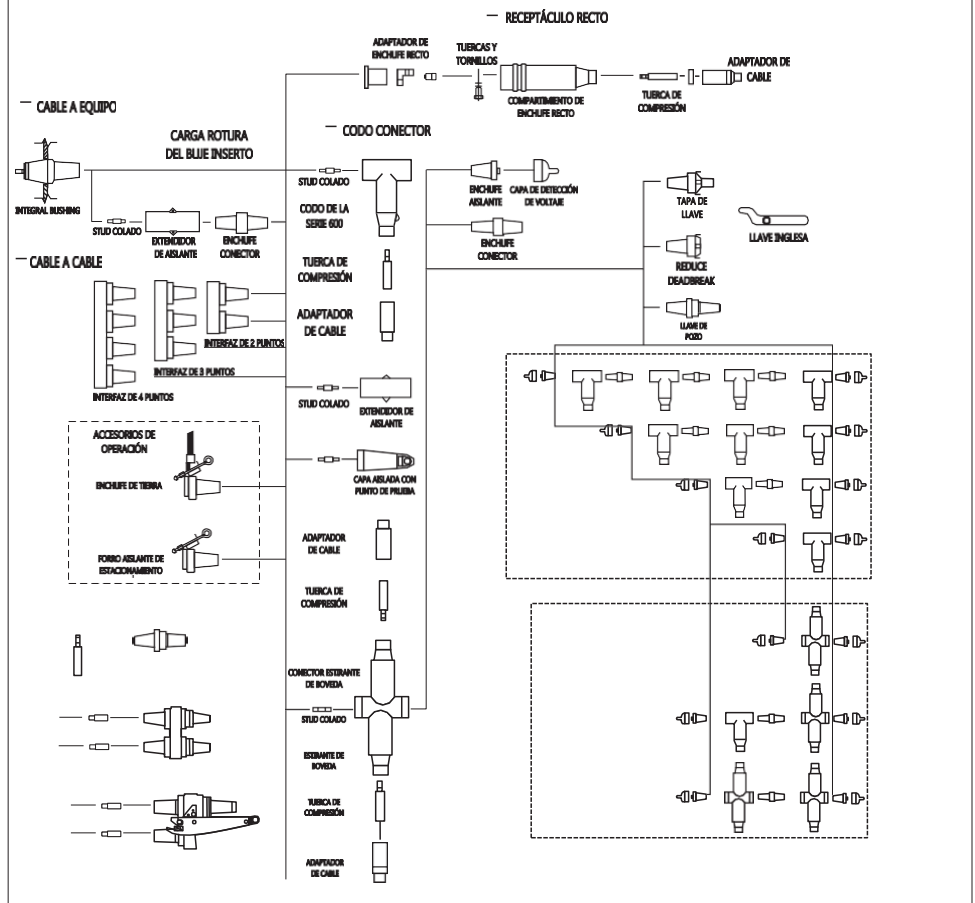 — RECEPTÁCULO RECTO
ADAPTADOR DE
ENCHUFE RECTO
TUERCAS Y
TORNILLOS
COMPARTIMIENTO DE
ENCHUFE RECTO
TUERCA DE
COMPRESIÓN
ADAPTADOR DE
CABLE
— CABLE A EQUIPO
CARGA ROTURA
DEL BLUE INSERTO
— CODO CONECTOR
INTEGRAL BUSHING
STUD COLADO
EXTENDIDOR
DE AISLANTE
ENCHUFE
CONECTOR
STUD COLADO
CODO DE LA
SERIE 600
ENCHUFE
AISLANTE
CAPA DE DETECCIÓN
DE VOLTAJE
ENCHUFE
CONECTOR
TAPA DE
LLAVE
LLAVE INGLESA
REDUCE
DEADBREAK
LLAVE DE
POZO
— CABLE A CABLE
TUERCA DE
COMPRESIÓN
ADAPTADOR
DE CABLE
INTERFAZ DE 2 PUNTOS
INTERFAZ DE 3 PUNTOS
INTERFAZ DE 4 PUNTOS
STUD COLADO
EXTENDIDOR DE
AISLANTE
ACCESORIOS DE
OPERACIÓN
ENCHUFE DE TIERRA
CAPA AISLADA CON
PUNTO DE PRUEBA
FORRO AISLANTE DE
ESTACIONAMIENTO
ADAPTADOR
DE CABLE
TUERCA DE
COMPRESIÓN
CONECTOR ESTIRANTE
DE BOVEDA
STUD COLADO
ESTIRANTE DE
BOVEDA
TUERCA DE
COMPRESIÓN
ADAPTADOR
DE CABLE